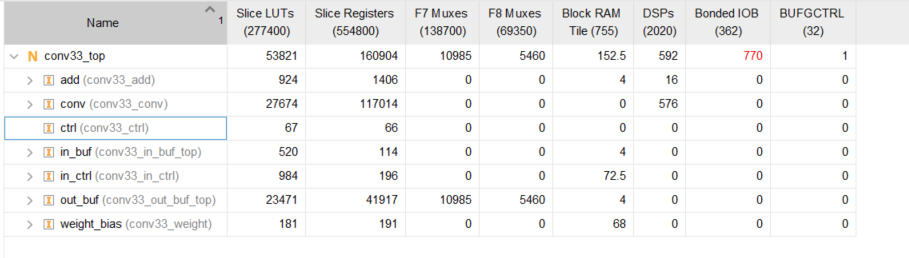 Name 1 Slice LUTs (277400) Slice Registers (554800) F7 Muxes (138700) F8 Muxes (69350) Block RAM Tile (755) DSPs (2020) Bonded IOB (362) BUFGCTRL (32)
N conv33_top 53821 160904 10985 5460 152.5 592 770 1
I add (conv33_add) 924 1406 0 0 4 16 0 0
I conv (conv33_conv) 27674 117014 0 0 0 576 0 0
I ctrl (conv33_ctrl) 67 66 0 0 0 0 0 0
I in_buf (conv33_in_buf_top) 520 114 0 0 4 0 0 0
I in_ctrl (conv33_in_ctrl) 984 196 0 0 72.5 0 0 0
I out_buf (conv33_out_buf_top) 23471 41917 10985 5460 4 0 0 0
I weight_bias (conv33_weight) 181 191 0 0 68 0 0 0